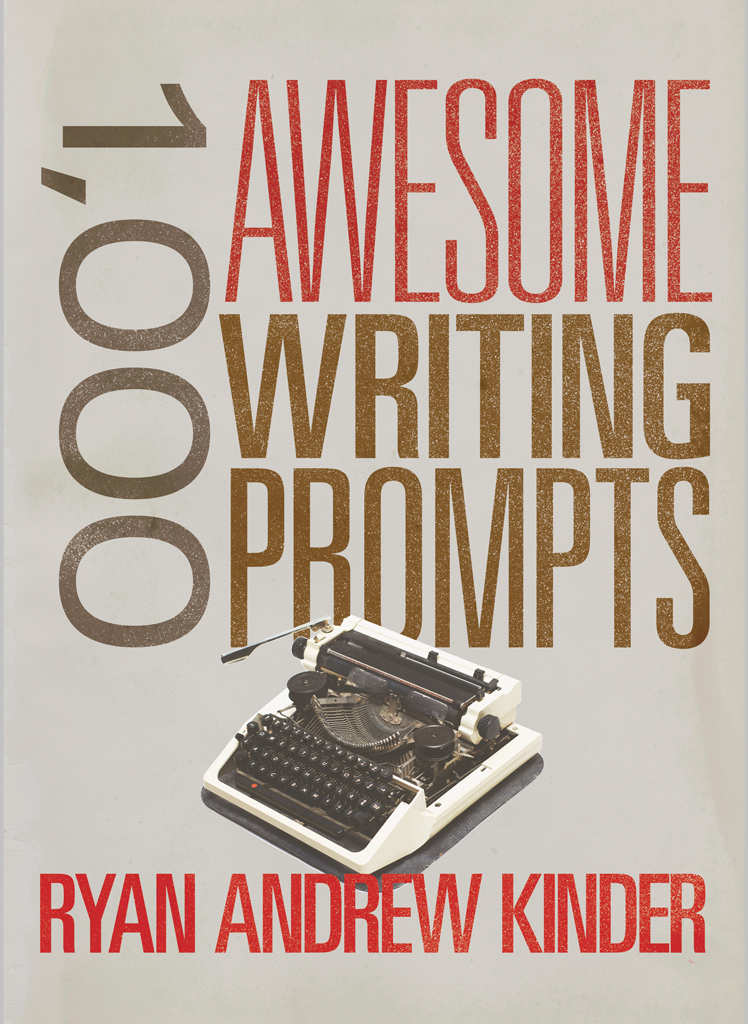 1,000
AWESOME
WRITING
PROMPTS
RYAN ANDREW KINDER